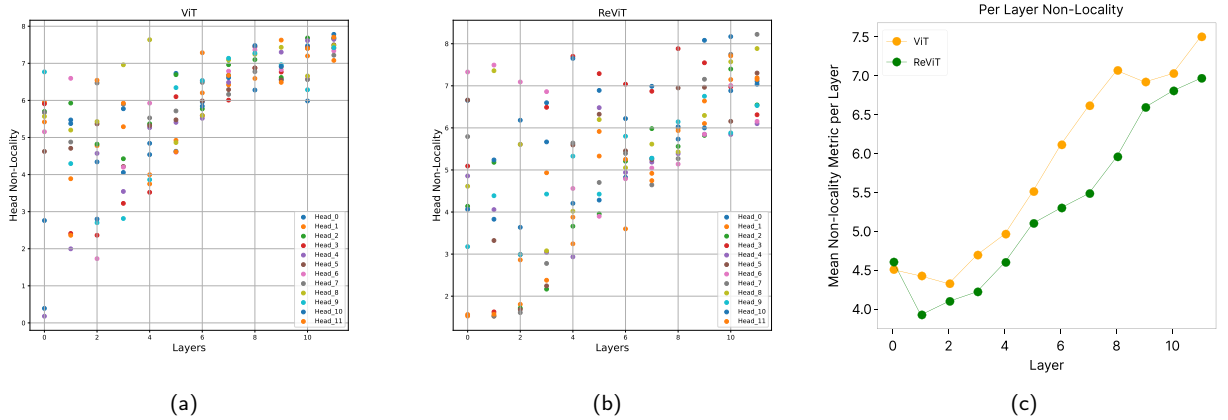 ViT
Head Non-Locality
8
7
6
5
4
3
2
1
0
Head_0
Head_1
Head_2
Head_3
Head_4
Head_5
Head_6
Head_7
Head_8
Head_9
Head_10
Head_11
0 2 4 6 8 10
Layers
(a)
ReViT
Head Non-Locality
8
7
6
5
4
3
2
Head_0
Head_1
Head_2
Head_3
Head_4
Head_5
Head_6
Head_7
Head_8
Head_9
Head_10
Head_11
0 2 4 6 8 10
Layers
(b)
Per Layer Non-Locality
Mean Non-locality Metric per Layer
7.5
7.0
6.5
6.0
5.5
5.0
4.5
4.0
ViT
ReViT
0 2 4 6 8 10
Layer
(c)